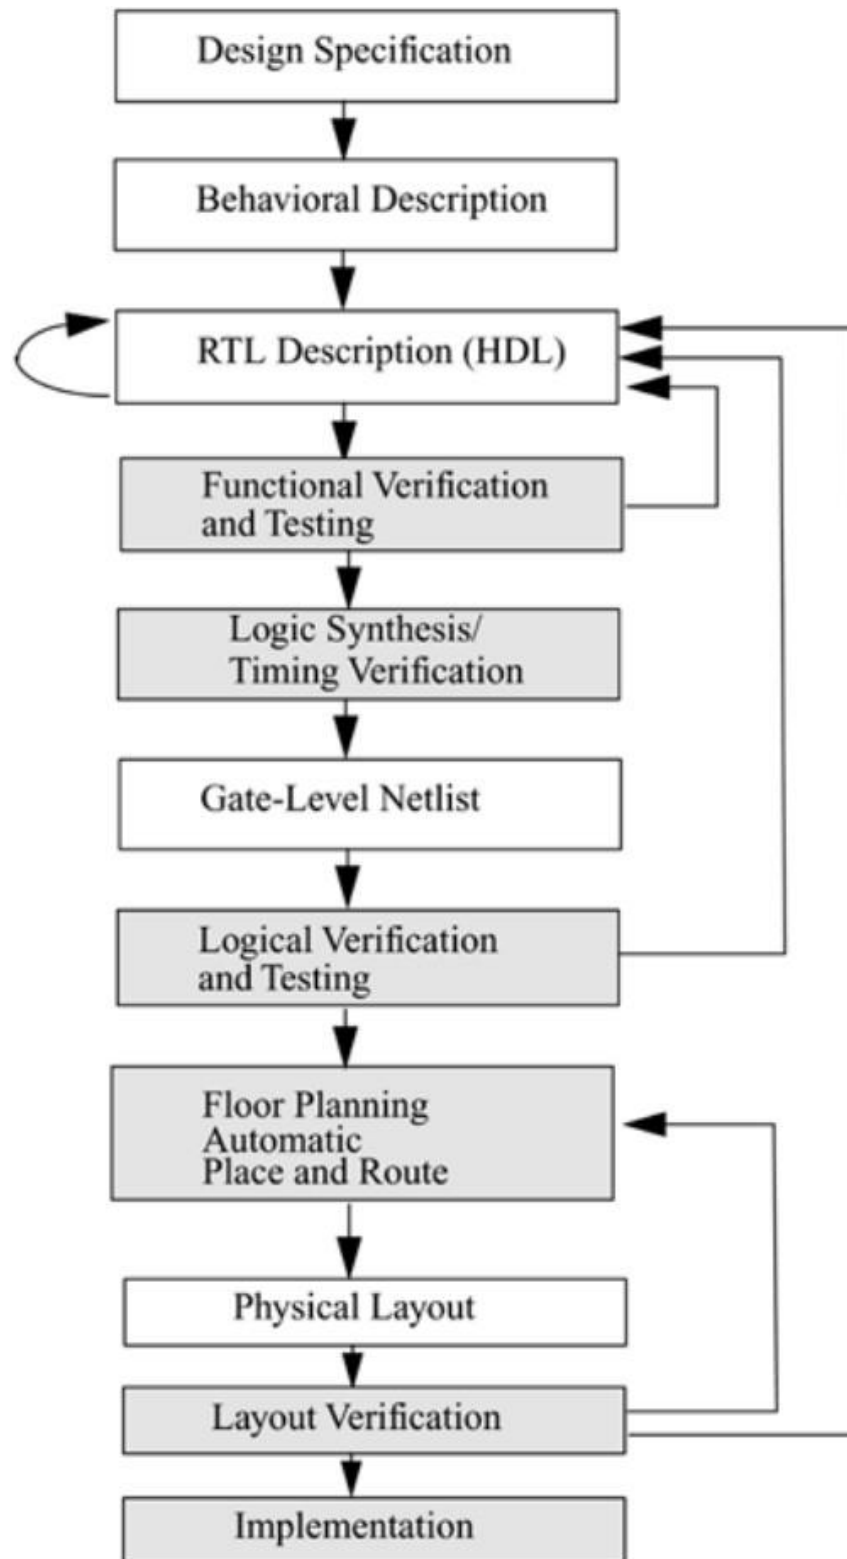 Design Specification
Behavioral Description
RTL Description (HDL)
Functional Verification
and Testing
Logic Synthesis/
Timing Verification
Gate-Level Netlist
Logical Verification
and Testing
Floor Planning
Automatic
Place and Route
Physical Layout
Layout Verification
Implementation